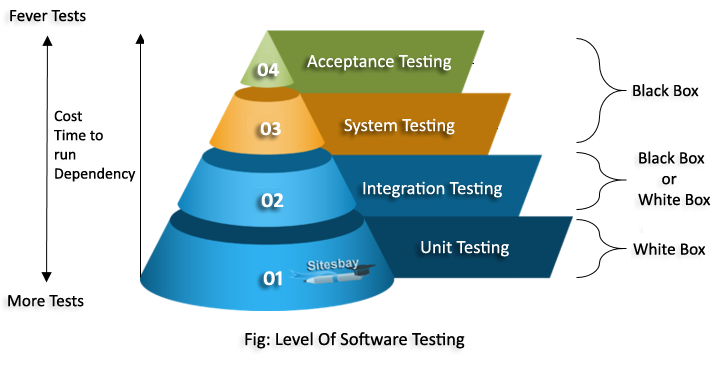 Fever Tests
Cost
Time to
run
Dependency
More Tests
04
Acceptance Testing
03
System Testing
02
Integration Testing
01
Sitesbay
Unit Testing
Black Box
Black Box
or
White Box
White Box
Fig: Level Of Software Testing